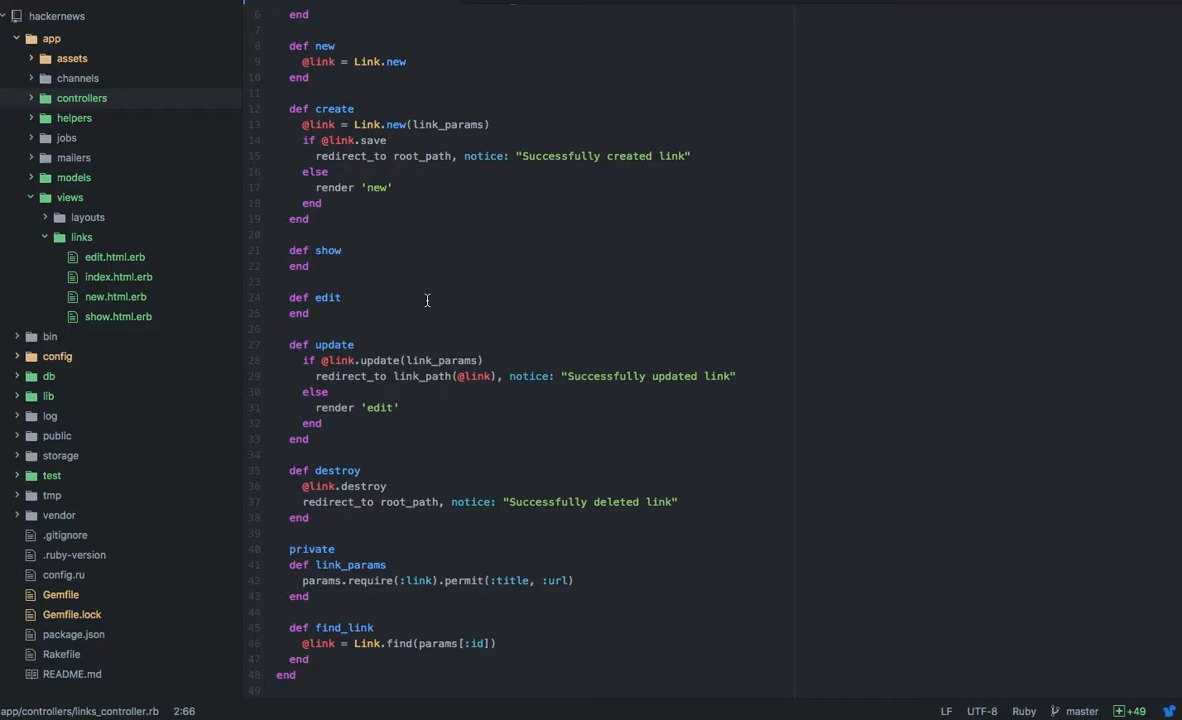 hackernews
app
assets
channels
controllers
helpers
jobs
mailers
models
views
layouts
links
edit.html.erb
index.html.erb
new.html.erb
show.html.erb
bin
config
db
lib
log
public
storage
test
tmp
vendor
.gitignore
.ruby-version
config.ru
Gemfile
Gemfile.lock
package.json
Rakefile
README.md
6 end
7
8 def new
9 @link = Link.new
10 end
11
12 def create
13 @link = Link.new(link_params)
14 if @link.save
15 redirect_to root_path, notice: "Successfully created link"
16 else
17 render 'new'
18 end
19 end
20
21 def show
22 end
23
24 def edit
25 end
26
27 def update
28 if @link.update(link_params)
29 redirect_to link_path(@link), notice: "Successfully updated link"
30 else
31 render 'edit'
32 end
33 end
34
35 def destroy
36 @link.destroy
37 redirect_to root_path, notice: "Successfully deleted link"
38 end
39
40 private
41 def link_params
42 params.require(:link).permit(:title, :url)
43 end
44
45 def find_link
46 @link = Link.find(params[:id])
47 end
48 end
49
app/controllers/links_controller.rb 2:66 LF UTF-8 Ruby master +49